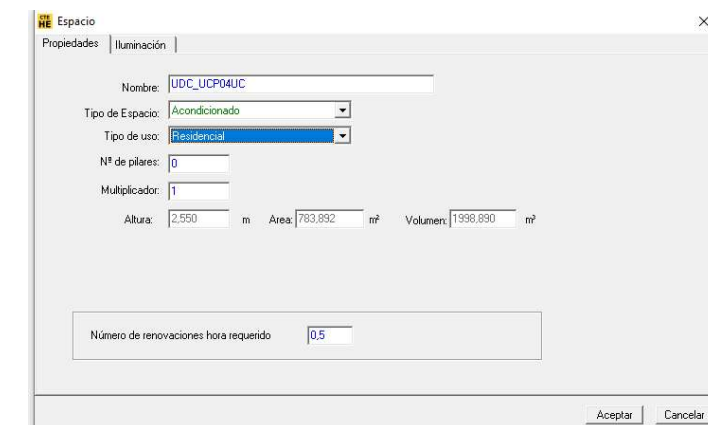 CTE HE Espacio
Propiedades Iluminación
Nombre: UDC_UCP04UC
Tipo de Espacio: Acondicionado
Tipo de uso: Residencial
Nº de pilares: 0
Multiplicador: 1
Altura: 2,550 m Area: 783,892 m² Volumen: 1998,890 m³
Número de renovaciones hora requerido 0,5
Aceptar Cancelar